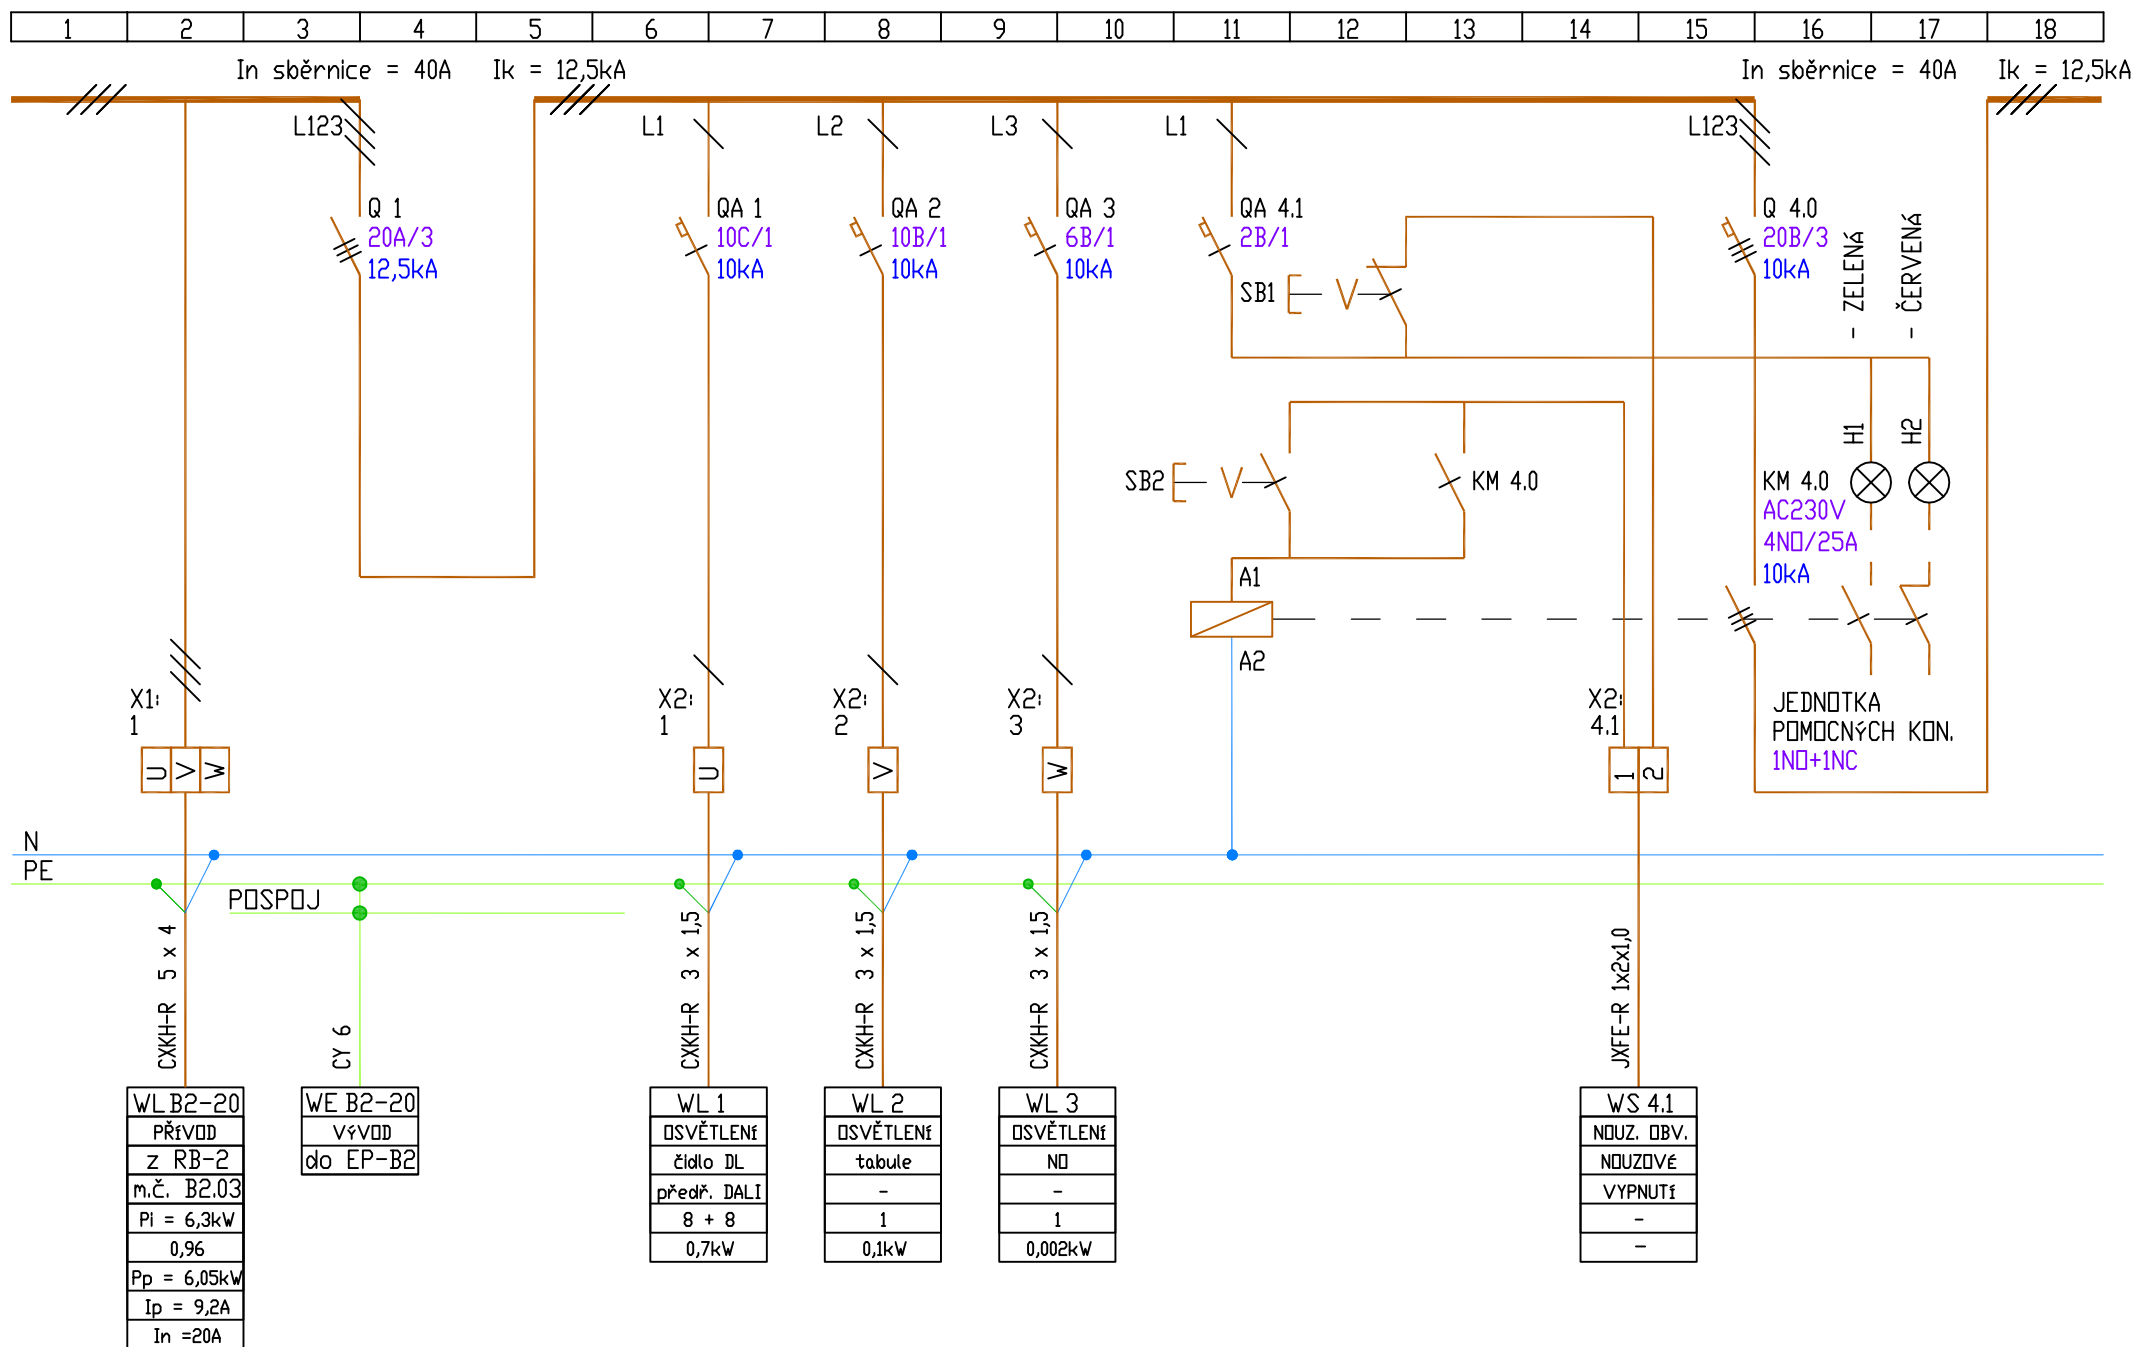 1 2 3 4 5 6 7 8 9 10 11 12 13 14 15 16 17 18
In sběrnice = 40A Ik = 12,5kA
In sběrnice = 40A Ik = 12,5kA
L123
L1
L2
L3
L1
L123
Q 1
20A/3
12,5kA
QA 1
10C/1
10kA
QA 2
10B/1
10kA
QA 3
6B/1
10kA
QA 4.1
2B/1
Q 4.0
20B/3
10kA
- ZELENÁ
- ČERVENÁ
SB1
H1
H2
SB2
KM 4.0
KM 4.0
AC230V
4NO/25A
10kA
A1
A2
X1:
1
X2:
1
X2:
2
X2:
3
X2:
4.1
JEDNOTKA
POMOCNÝCH KON.
1NO+1NC
U V W
U
V
W
1 2
N
PE
POSPOJ
CXKH-R 5 x 4
CY 6
CXKH-R 3 x 1,5
CXKH-R 3 x 1,5
CXKH-R 3 x 1,5
JXFE-R 1x2x1,0
WL B2-20
PŘÍVOD
z RB-2
m.č. B2.03
Pi = 6,3kW
0,96
Pp = 6,05kW
Ip = 9,2A
In =20A
WE B2-20
VÝVOD
do EP-B2
WL 1
OSVĚTLENÍ
čidlo DL
předř. DALI
8 + 8
0,7kW
WL 2
OSVĚTLENÍ
tabule
-
1
0,1kW
WL 3
OSVĚTLENÍ
NO
-
1
0,002kW
WS 4.1
NOUZ. OBV.
NOUZOVÉ
VYPNUTÍ
-
-